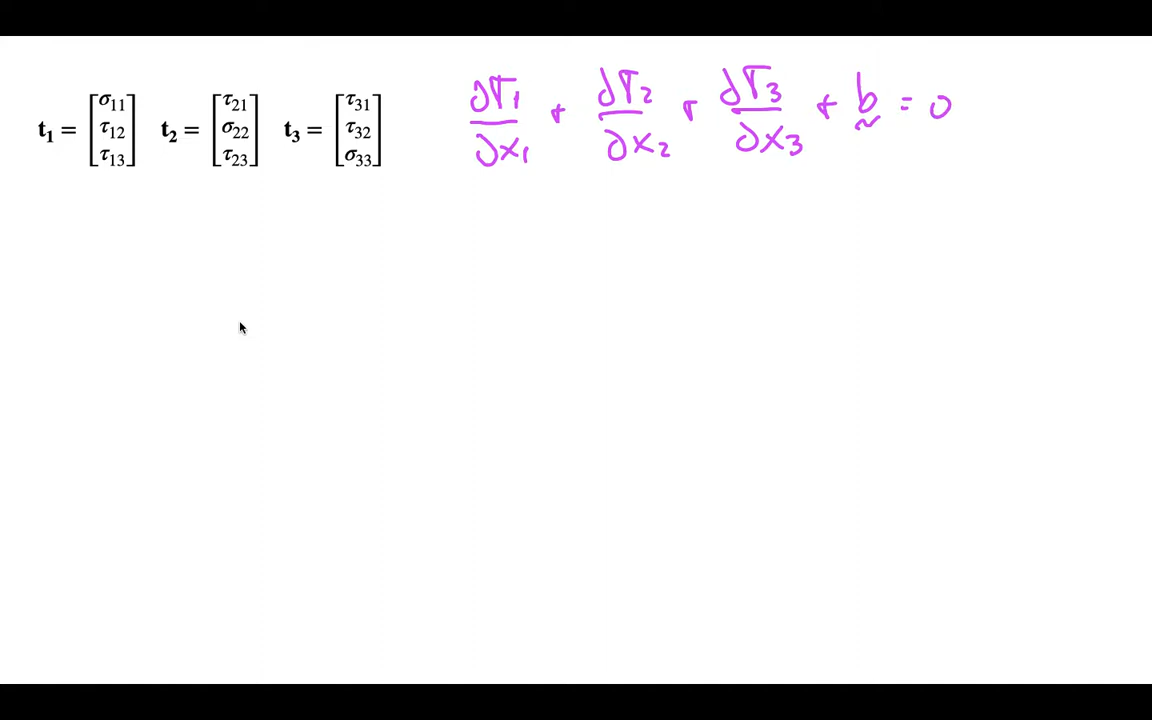 t₁ = [σ₁₁ τ₁₂ τ₁₃] t₂ = [τ₂₁ σ₂₂ τ₂₃] t₃ = [τ₃₁ τ₃₂ σ₃₃]
∂T₁/∂x₁ + ∂T₂/∂x₂ + ∂T₃/∂x₃ + b̰ = 0